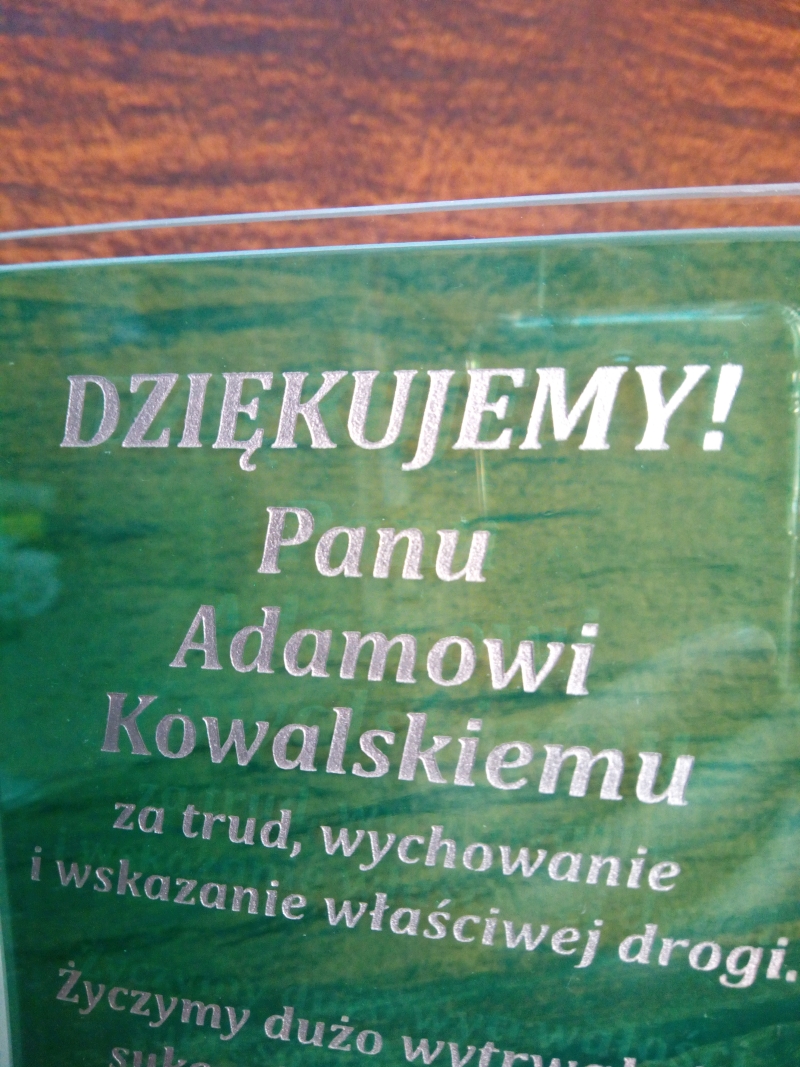 DZIĘKUJEMY!
Panu
Adamowi
Kowalskiemu
za trud, wychowanie
i wskazanie właściwej drogi.
Życzymy dużo